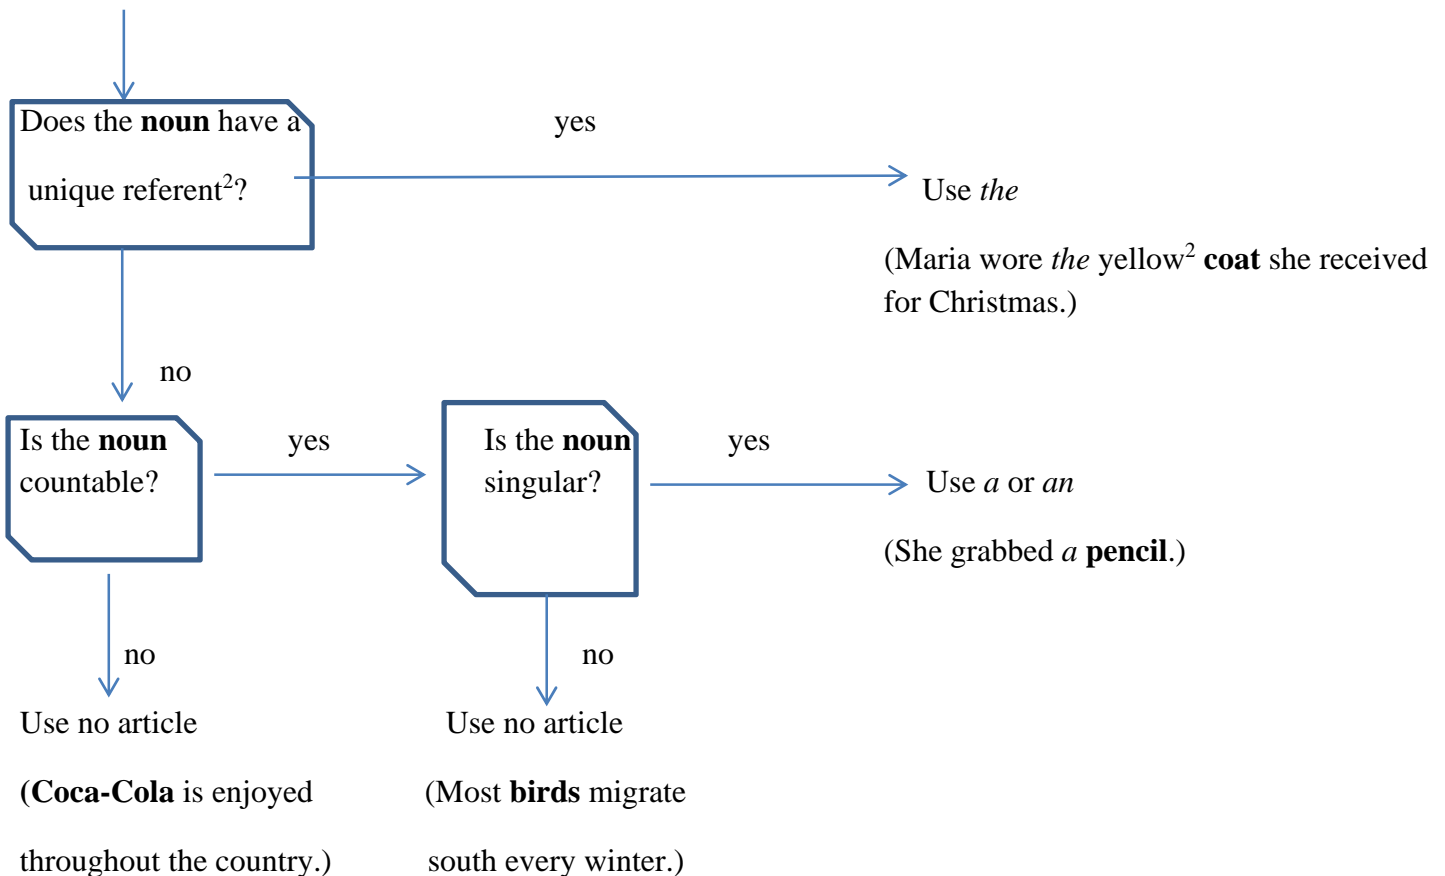 Does the noun have a
unique referent²?
yes
Use the
(Maria wore the yellow² coat she received
for Christmas.)
no
Is the noun
countable?
yes
Is the noun
singular?
yes
Use a or an
(She grabbed a pencil.)
no
Use no article
(Coca-Cola is enjoyed
throughout the country.)
no
Use no article
(Most birds migrate
south every winter.)